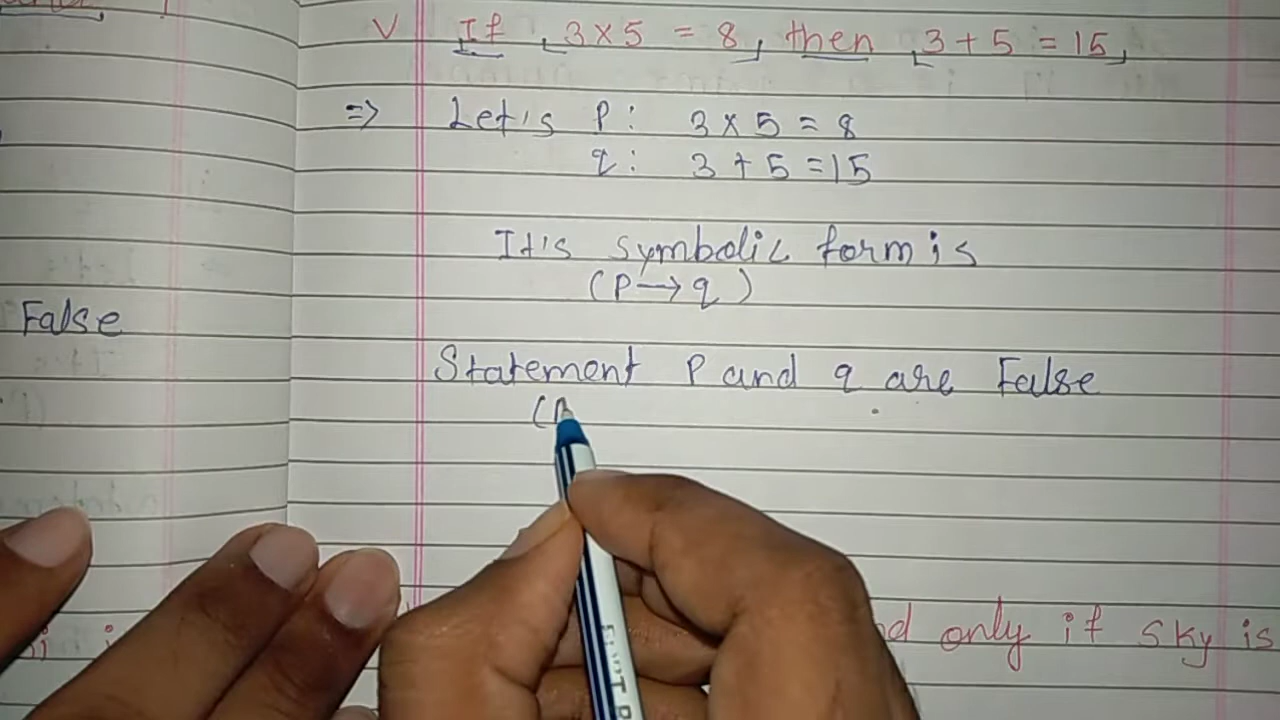 V If 3 × 5 = 8, then 3 + 5 = 15,
=> Let's P: 3 × 5 = 8
q: 3 + 5 = 15
It's symbolic form is
(P → q)
False
Statement P and q are False
(P
only if sky is